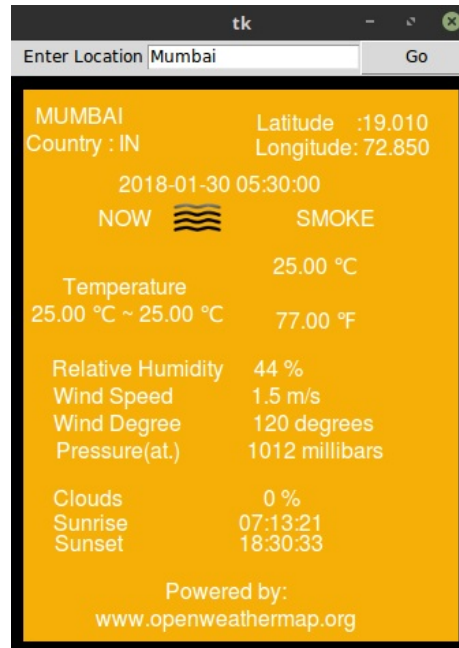 tk
Enter Location Mumbai Go
MUMBAI
Country : IN
Latitude :19.010
Longitude: 72.850
2018-01-30 05:30:00
NOW SMOKE
25.00 °C
Temperature
25.00 °C ~ 25.00 °C
77.00 °F
Relative Humidity 44 %
Wind Speed 1.5 m/s
Wind Degree 120 degrees
Pressure(at.) 1012 millibars
Clouds 0 %
Sunrise 07:13:21
Sunset 18:30:33
Powered by:
www.openweathermap.org